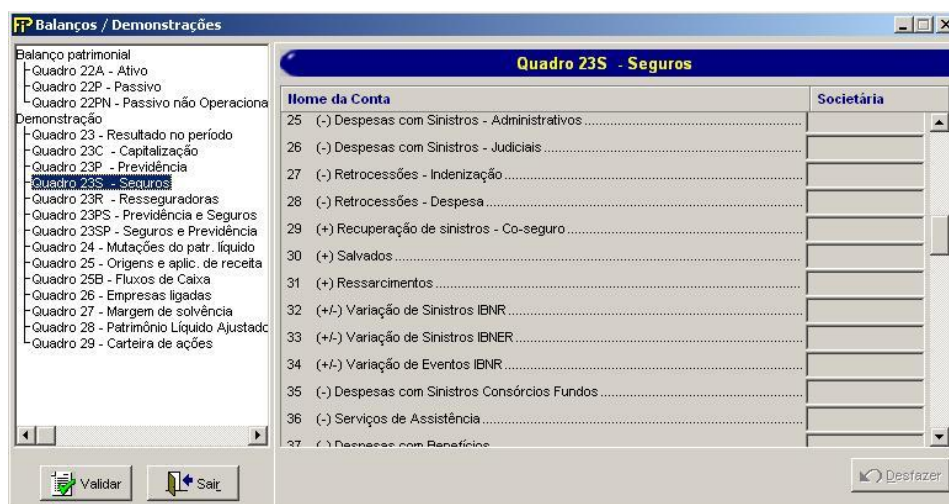 FiP Balanços / Demonstrações
Balanço patrimonial
Quadro 22A - Ativo
Quadro 22P - Passivo
Quadro 22PN - Passivo não Operaciona
Demonstração
Quadro 23 - Resultado no período
Quadro 23C - Capitalização
Quadro 23P - Previdência
Quadro 23S - Seguros
Quadro 23R - Resseguradoras
Quadro 23PS - Previdência e Seguros
Quadro 23SP - Seguros e Previdência
Quadro 24 - Mutações do patr. líquido
Quadro 25 - Origens e aplic. de receita
Quadro 25B - Fluxos de Caixa
Quadro 26 - Empresas ligadas
Quadro 27 - Margem de solvência
Quadro 28 - Patrimônio Líquido Ajustado
Quadro 29 - Carteira de ações
Validar
Sair
Quadro 23S - Seguros
Nome da Conta Societária
25 (-) Despesas com Sinistros - Administrativos
26 (-) Despesas com Sinistros - Judiciais
27 (-) Retrocessões - Indenização
28 (-) Retrocessões - Despesa
29 (+) Recuperação de sinistros - Co-seguro
30 (+) Salvados
31 (+) Ressarcimentos
32 (+/-) Variação de Sinistros IBNR
33 (+/-) Variação de Sinistros IBNER
34 (+/-) Variação de Eventos IBNR
35 (-) Despesas com Sinistros Consórcios Fundos
36 (-) Serviços de Assistência
37 (-) Despesas com Benefícios
Desfazer